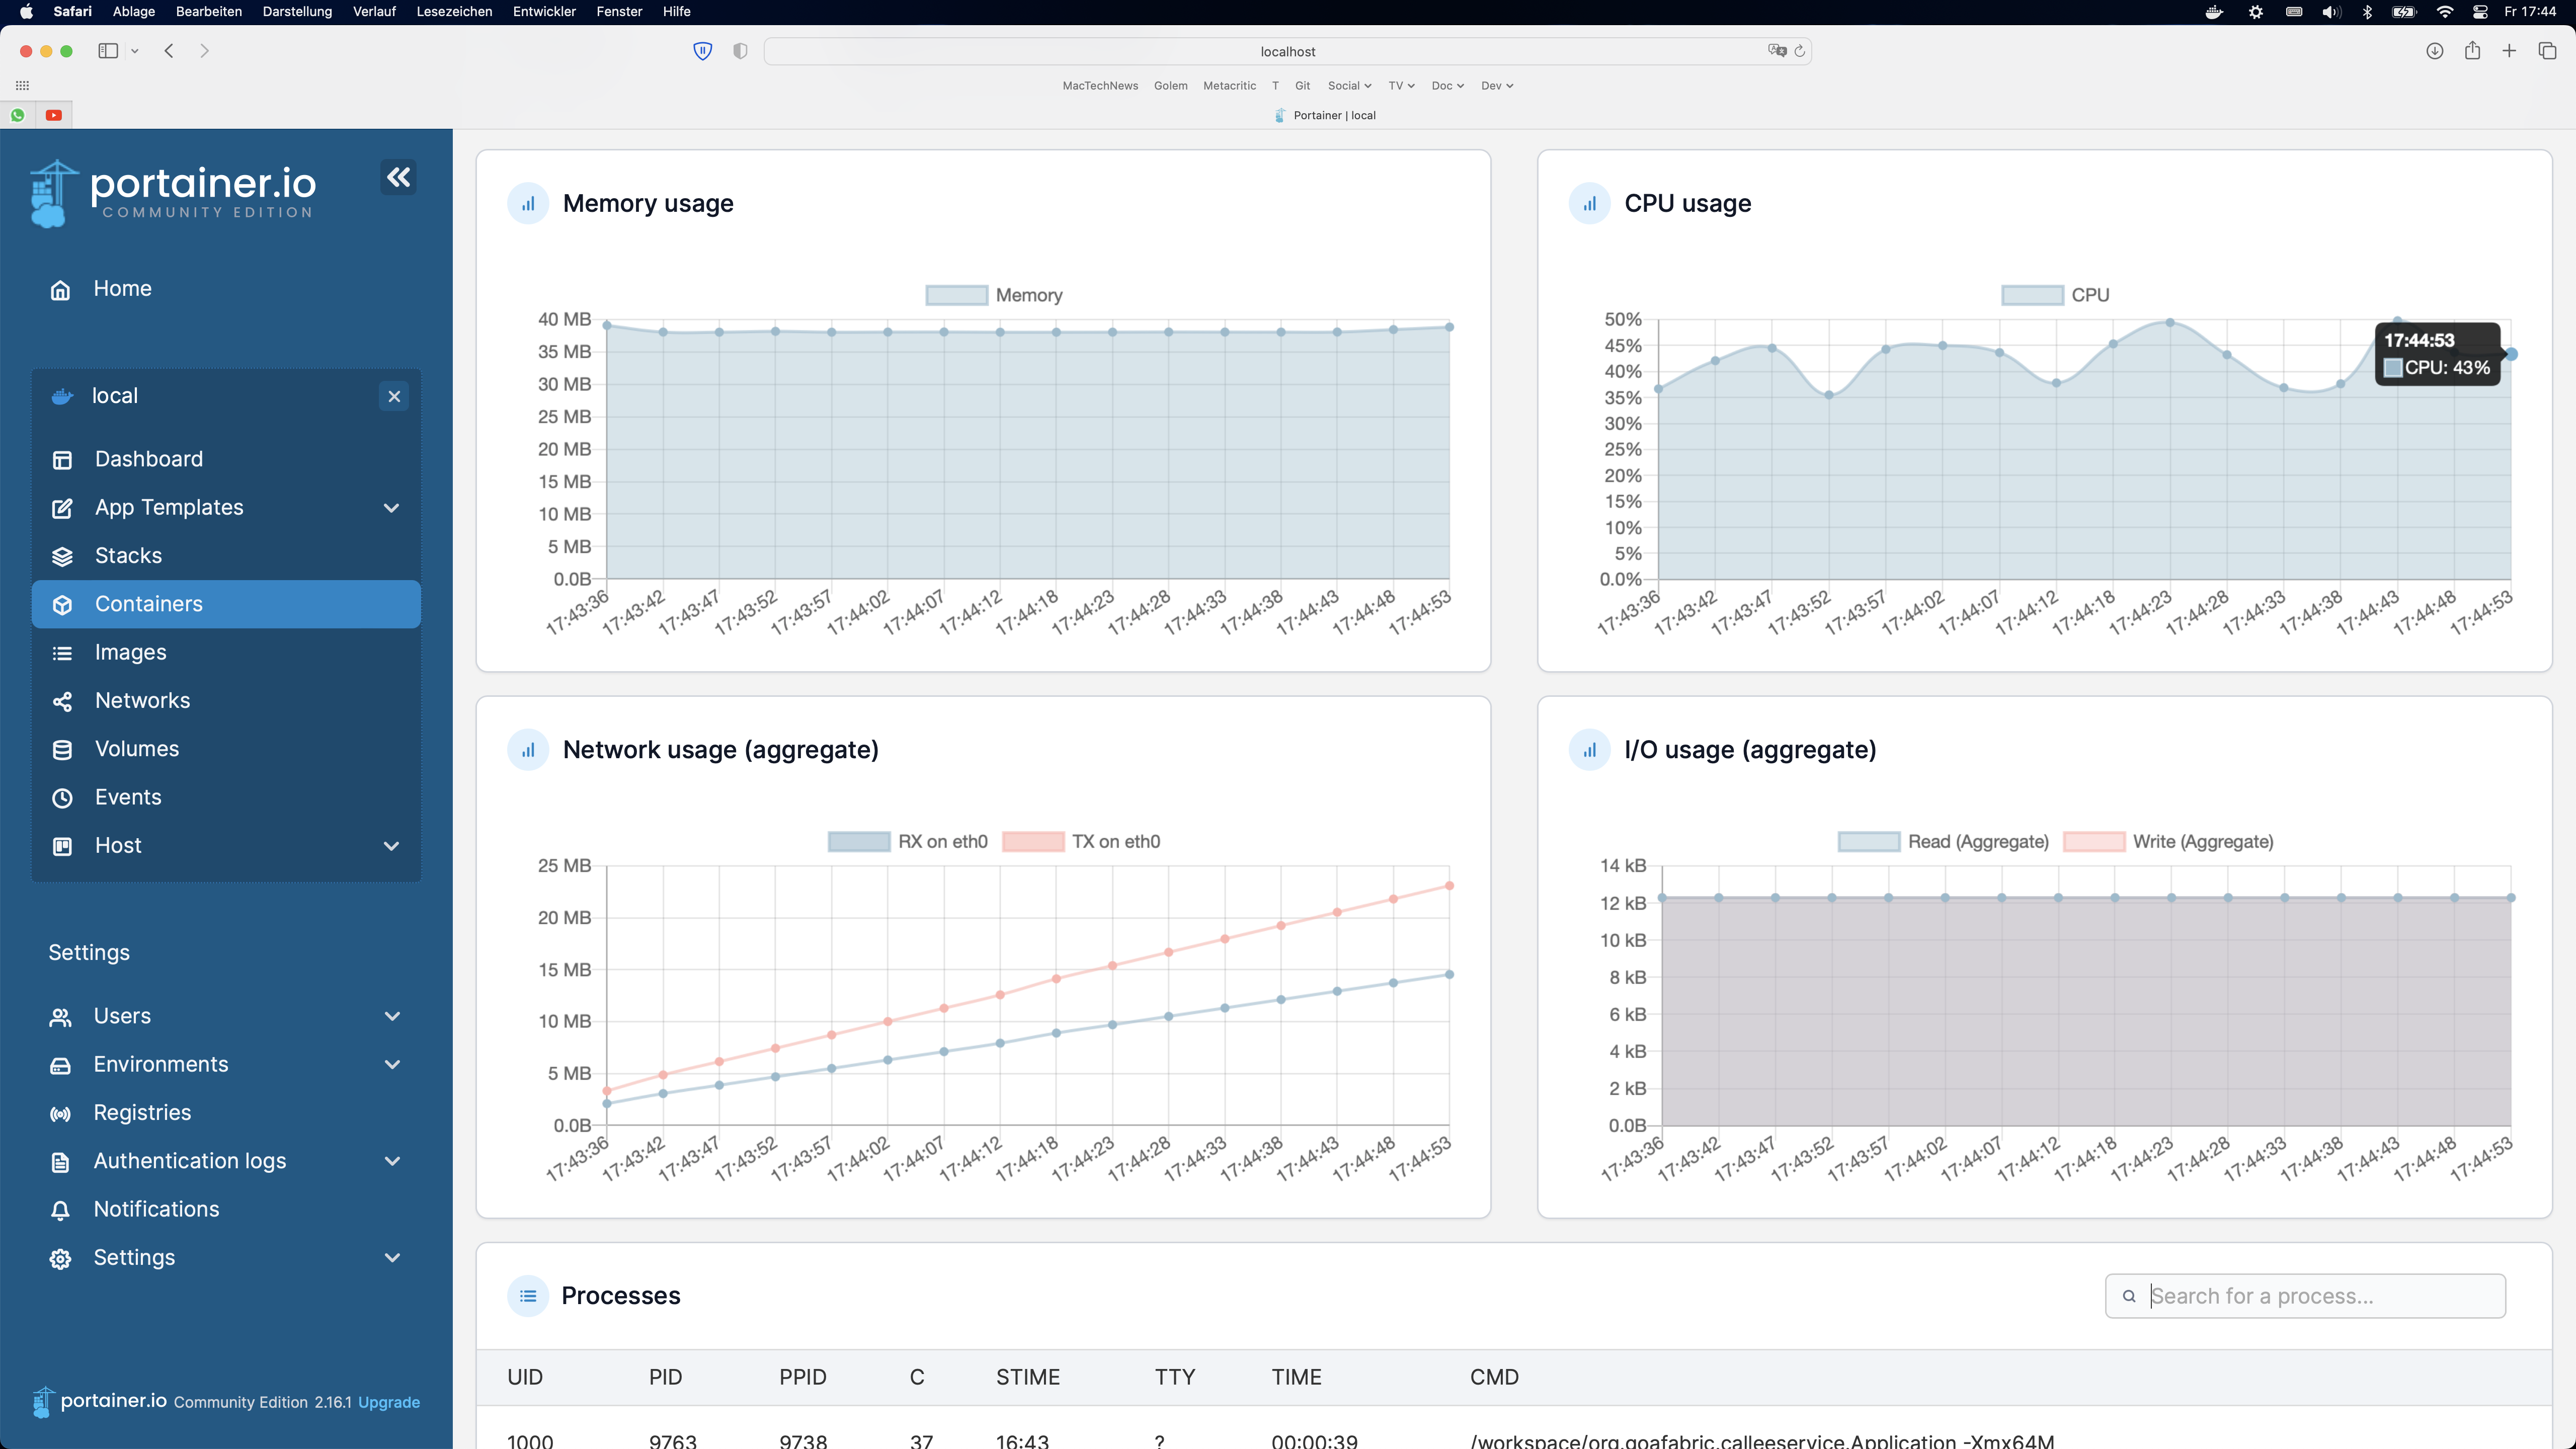 Safari Ablage Bearbeiten Darstellung Verlauf Lesezeichen Entwickler Fenster Hilfe Fr 17:44
localhost
MacTechNews Golem Metacritic T Git Social TV Doc Dev
Portainer | local
portainer.io
COMMUNITY EDITION
Home
local
Dashboard
App Templates
Stacks
Containers
Images
Networks
Volumes
Events
Host
Settings
Users
Environments
Registries
Authentication logs
Notifications
Settings
portainer.io Community Edition 2.16.1 Upgrade
Memory usage
Memory
40 MB
35 MB
30 MB
25 MB
20 MB
15 MB
10 MB
5 MB
0.0B
17:43:36 17:43:42 17:43:47 17:43:52 17:43:57 17:44:02 17:44:07 17:44:12 17:44:18 17:44:23 17:44:28 17:44:33 17:44:38 17:44:43 17:44:48 17:44:53
CPU usage
CPU
50%
45%
40%
35%
30%
25%
20%
15%
10%
5%
0.0%
17:44:53
CPU: 43%
17:43:36 17:43:42 17:43:47 17:43:52 17:43:57 17:44:02 17:44:07 17:44:12 17:44:18 17:44:23 17:44:28 17:44:33 17:44:38 17:44:43 17:44:48 17:44:53
Network usage (aggregate)
RX on eth0 TX on eth0
25 MB
20 MB
15 MB
10 MB
5 MB
0.0B
17:43:36 17:43:42 17:43:47 17:43:52 17:43:57 17:44:02 17:44:07 17:44:12 17:44:18 17:44:23 17:44:28 17:44:33 17:44:38 17:44:43 17:44:48 17:44:53
I/O usage (aggregate)
Read (Aggregate) Write (Aggregate)
14 kB
12 kB
10 kB
8 kB
6 kB
4 kB
2 kB
0.0B
17:43:36 17:43:42 17:43:47 17:43:52 17:43:57 17:44:02 17:44:07 17:44:12 17:44:18 17:44:23 17:44:28 17:44:33 17:44:38 17:44:43 17:44:48 17:44:53
Processes
Search for a process...
UID PID PPID C STIME TTY TIME CMD
1000 9763 9738 37 16:43 ? 00:00:39 /workspace/org.goafabric.calleeservice.Application -Xmx64M